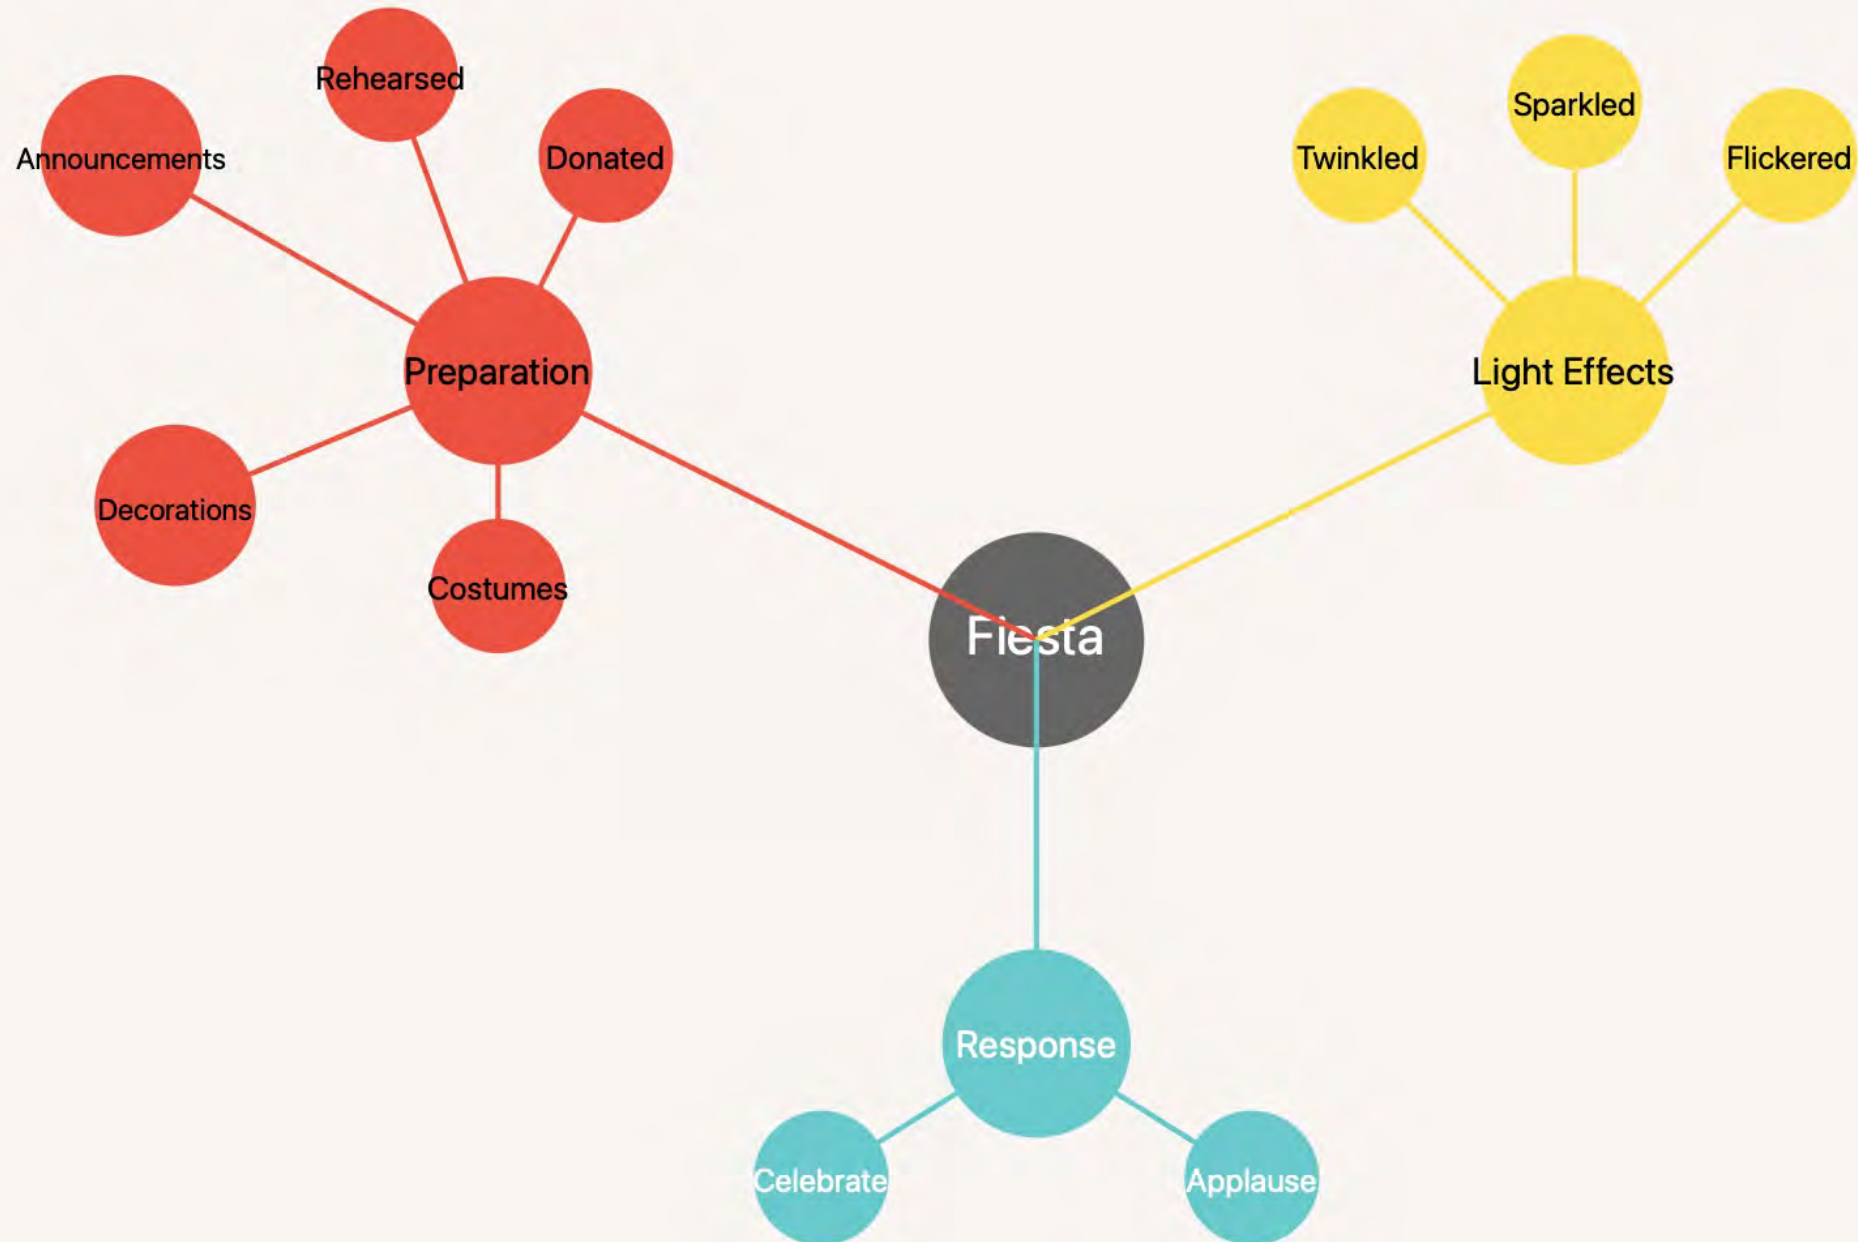 Rehearsed
Announcements
Donated
Preparation
Decorations
Costumes
Sparkled
Twinkled
Flickered
Light Effects
Fiesta
Response
Celebrate
Applause